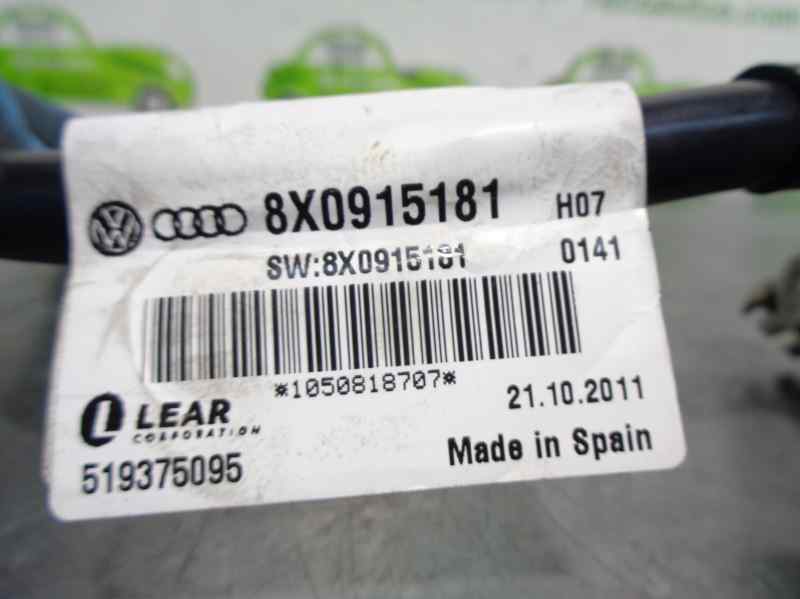 8X0915181 H07
SW:8X0915181 0141
*1050818707*
LEAR
CORPORATION
21.10.2011
519375095
Made in Spain